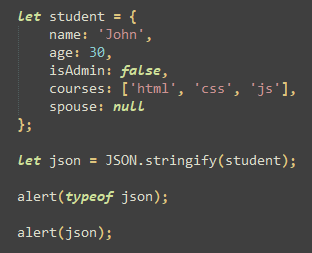 let student = {
    name: 'John',
    age: 30,
    isAdmin: false,
    courses: ['html', 'css', 'js'],
    spouse: null
};
let json = JSON.stringify(student);
alert(typeof json);
alert(json);